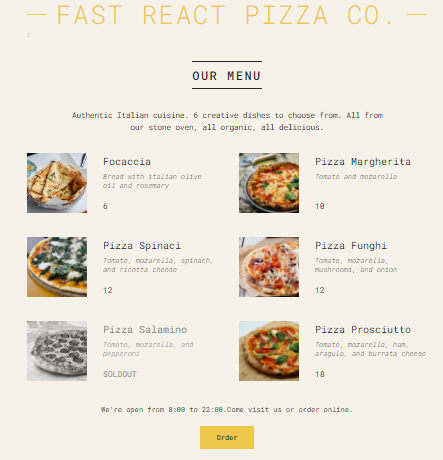 — FAST REACT PIZZA CO. —
;
OUR MENU
Authentic Italian cuisine. 6 creative dishes to choose from. All from
our stone oven, all organic, all delicious.
Focaccia
Bread with italian olive
oil and rosemary
6
Pizza Margherita
Tomato and mozarella
10
Pizza Spinaci
Tomato, mozarella, spinach,
and ricotta cheese
12
Pizza Funghi
Tomato, mozarella,
mushrooms, and onion
12
Pizza Salamino
Tomato, mozarella, and
pepperoni
SOLDOUT
Pizza Prosciutto
Tomato, mozarella, ham,
aragula, and burrata cheese
18
We're open from 8:00 to 22:00.Come visit us or order online.
Order